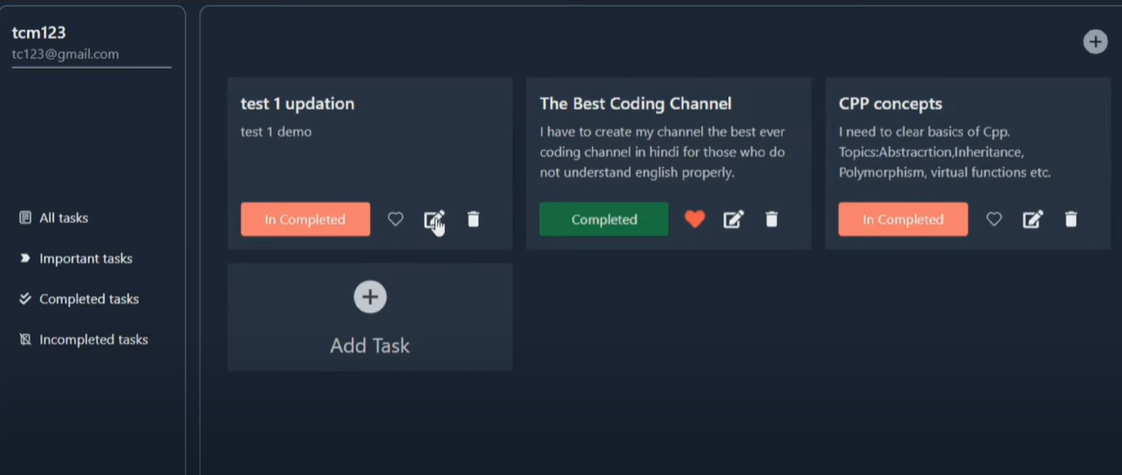 tcm123
tc123@gmail.com
All tasks
Important tasks
Completed tasks
Incompleted tasks
test 1 updation
test 1 demo
In Completed
The Best Coding Channel
I have to create my channel the best ever
coding channel in hindi for those who do
not understand english properly.
Completed
CPP concepts
I need to clear basics of Cpp.
Topics:Abstracrtion,Inheritance,
Polymorphism, virtual functions etc.
In Completed
Add Task